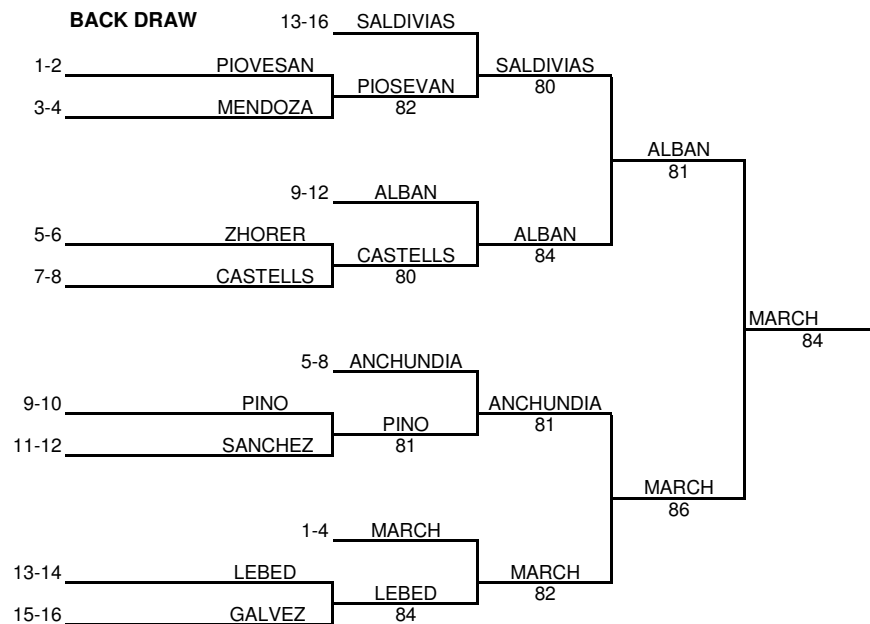 BACK DRAW 13-16 SALDIVIAS
1-2 PIOVESAN SALDIVIAS
PIOSEVAN 80
3-4 MENDOZA 82
ALBAN
81
9-12 ALBAN
5-6 ZHORER ALBAN
CASTELLS 84
7-8 CASTELLS 80
MARCH
84
5-8 ANCHUNDIA
9-10 PINO ANCHUNDIA
PINO 81
11-12 SANCHEZ 81
MARCH
86
1-4 MARCH
13-14 LEBED MARCH
LEBED 82
15-16 GALVEZ 84